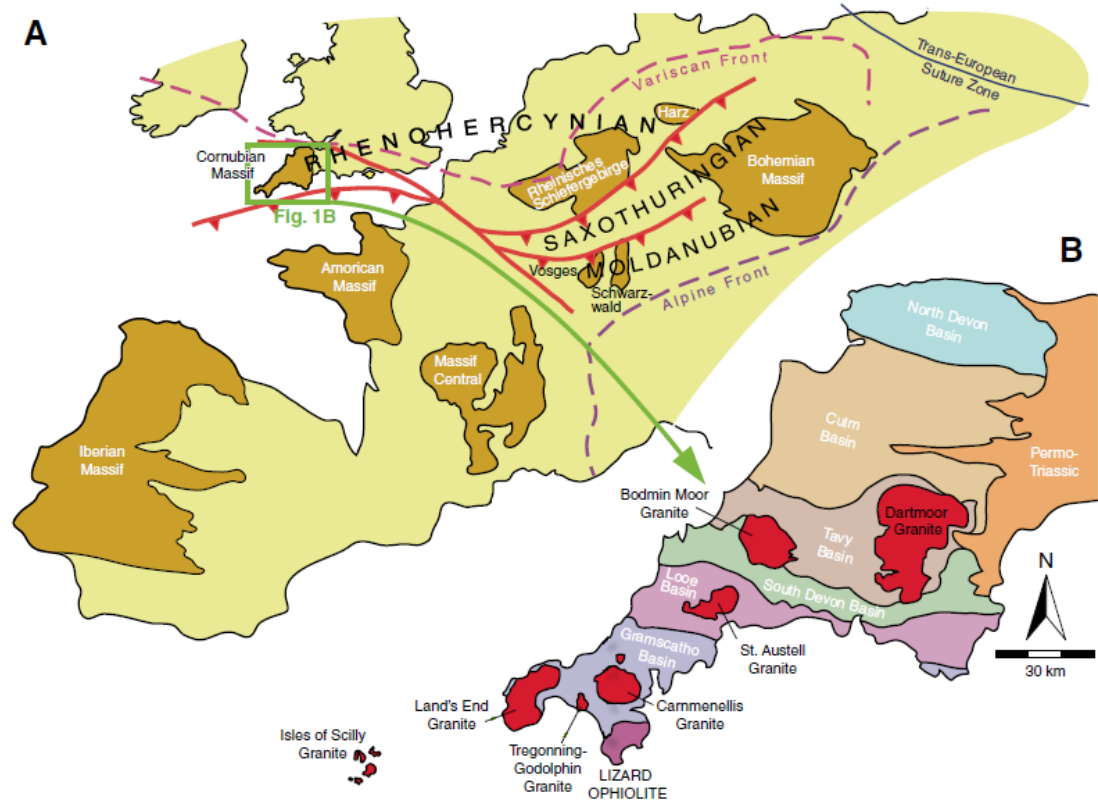 A
Trans-European
Suture Zone
Variscan Front
Harz
RHENOHERCYNIAN
Cornubian
Massif
Rheinisches
Schiefergebirge
Bohemian
Massif
SAXOTHURINGIAN
Fig. 1B
MOLDANUBIAN
Vosges
Schwarz-
wald
Alpine Front
Amorican
Massif
Massif
Central
Iberian
Massif
B
North Devon
Basin
Culm
Basin
Permo-
Triassic
Bodmin Moor
Granite
Dartmoor
Granite
Tavy
Basin
N
Looe
Basin
South Devon Basin
30 km
Gramscatho
Basin
St. Austell
Granite
Land's End
Granite
Carnmenellis
Granite
Isles of Scilly
Granite
Tregonning-
Godolphin
Granite
LIZARD
OPHIOLITE